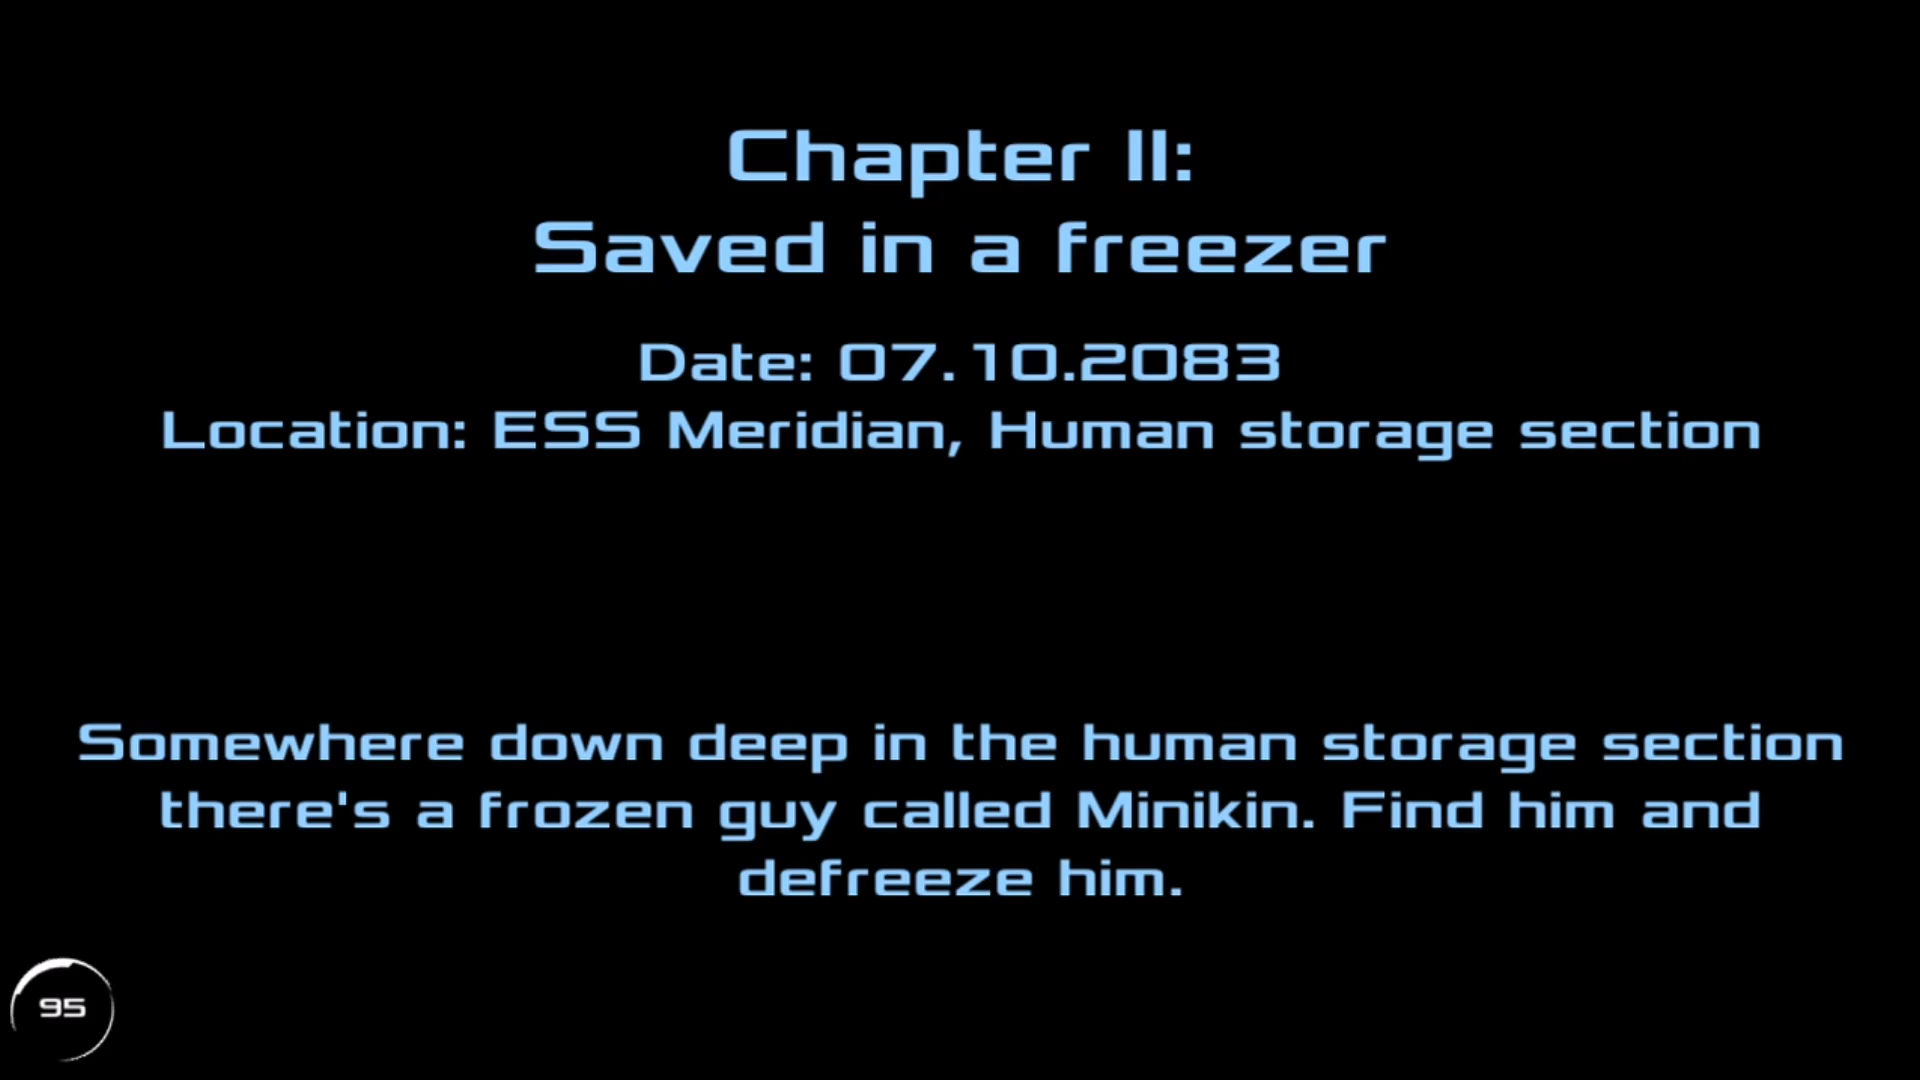 Chapter II:
Saved in a freezer
Date: 07.10.2083
Location: ESS Meridian, Human storage section
Somewhere down deep in the human storage section
there's a frozen guy called Minikin. Find him and
defreeze him.
95